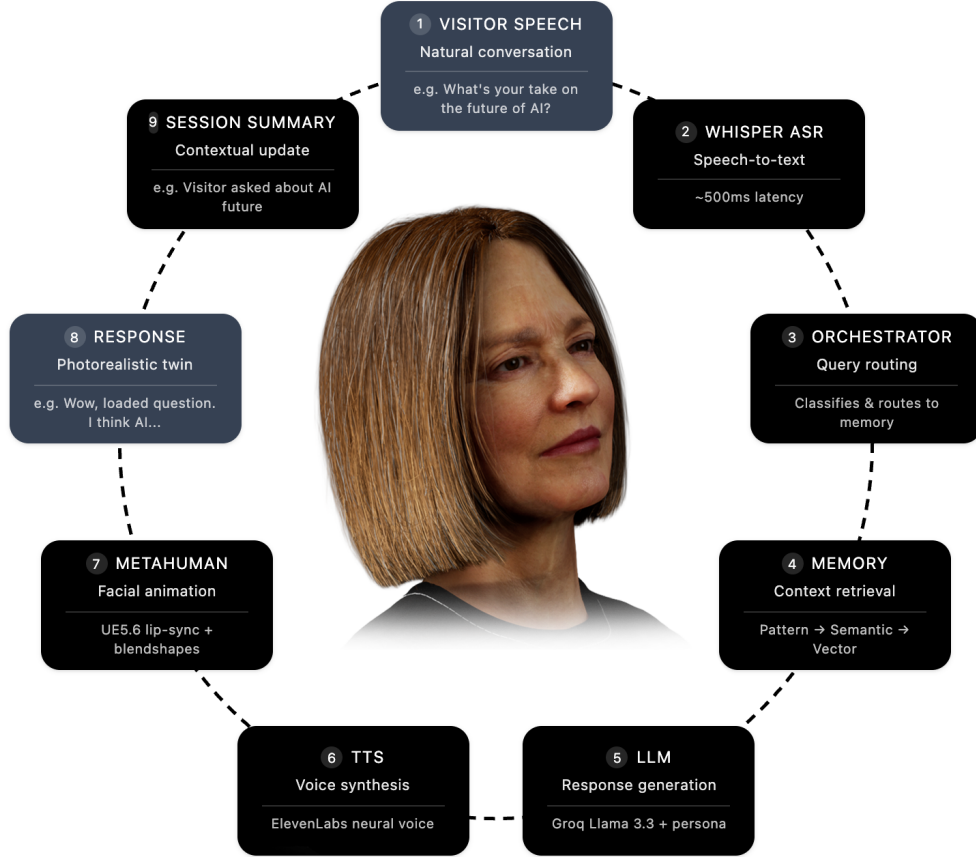 1 VISITOR SPEECH
Natural conversation
e.g. What's your take on
the future of AI?
2 WHISPER ASR
Speech-to-text
~500ms latency
3 ORCHESTRATOR
Query routing
Classifies & routes to
memory
4 MEMORY
Context retrieval
Pattern → Semantic →
Vector
5 LLM
Response generation
Groq Llama 3.3 + persona
6 TTS
Voice synthesis
ElevenLabs neural voice
7 METAHUMAN
Facial animation
UE5.6 lip-sync +
blendshapes
8 RESPONSE
Photorealistic twin
e.g. Wow, loaded question.
I think AI...
9 SESSION SUMMARY
Contextual update
e.g. Visitor asked about AI
future